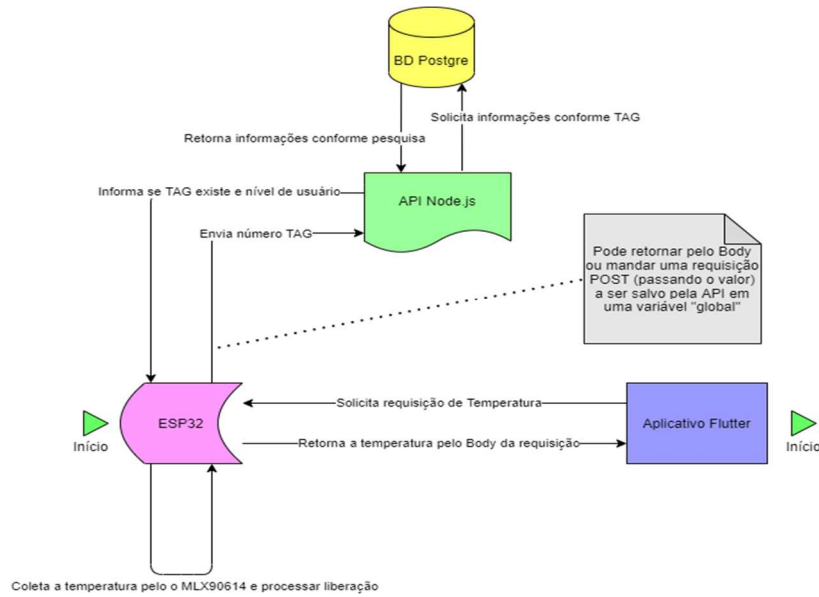 BD Postgre
Solicita informações conforme TAG
Retorna informações conforme pesquisa
Informa se TAG existe e nível de usuário
API Node.js
Envia número TAG
Pode retornar pelo Body
ou mandar uma requisição
POST (passando o valor)
a ser salvo pela API em
uma variável "global"
Solicita requisição de Temperatura
ESP32
Aplicativo Flutter
Início
Retorna a temperatura pelo Body da requisição
Início
Coleta a temperatura pelo o MLX90614 e processar liberação